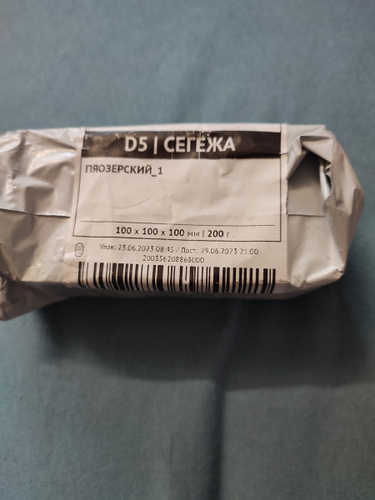 D5 | СЕГЕЖА
ПЯОЗЕРСКИЙ_1
100 x 100 x 100 мм | 200 г.
Упак: 23.06.2023 08:45 / Дост: 29.06.2023 21:00
200356208868000